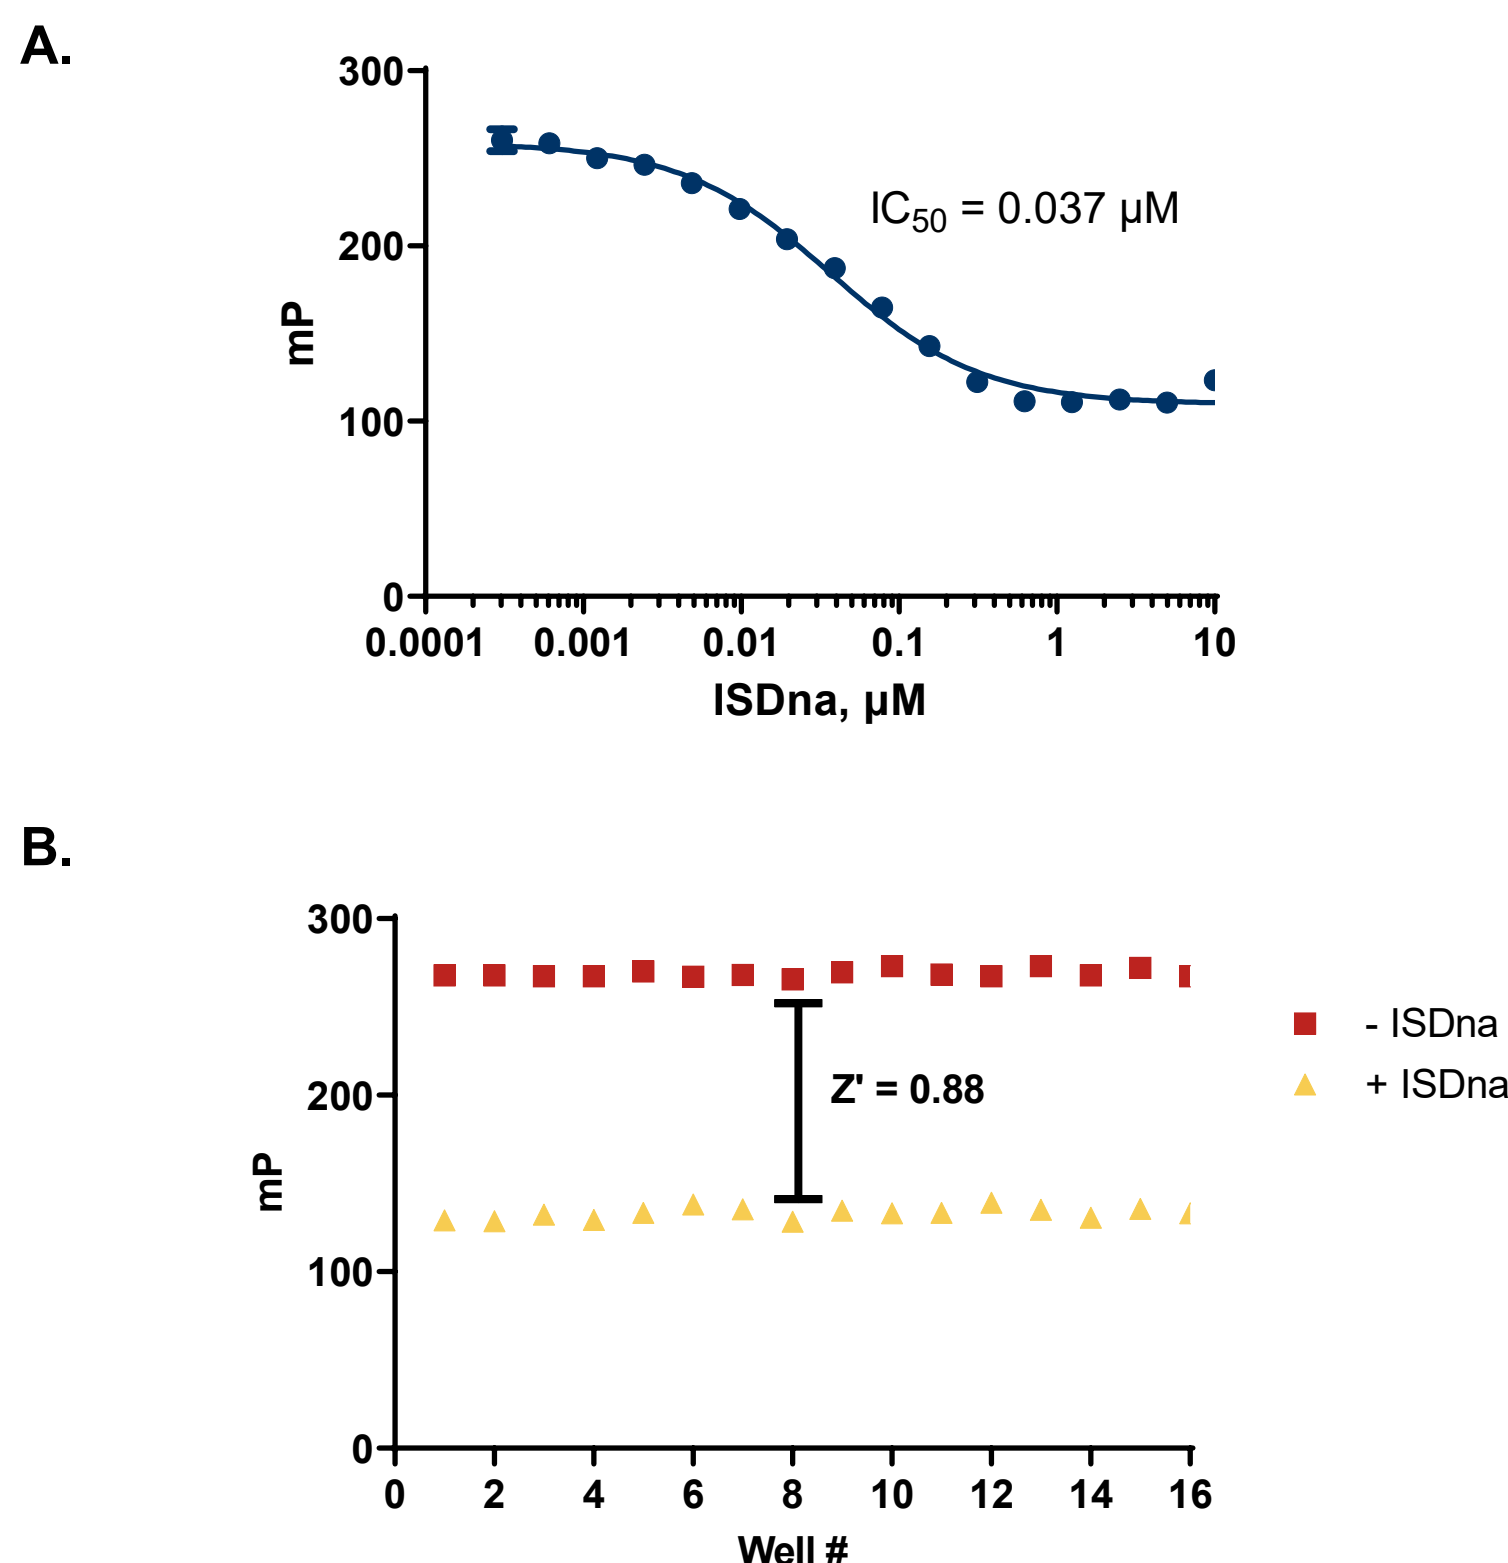 A.
300
200
100
0
mP
IC50 = 0.037 µM
0.0001 0.001 0.01 0.1 1 10
ISDna, µM
B.
300
200
100
0
mP
Z' = 0.88
- ISDna
+ ISDna
0 2 4 6 8 10 12 14 16
Well #